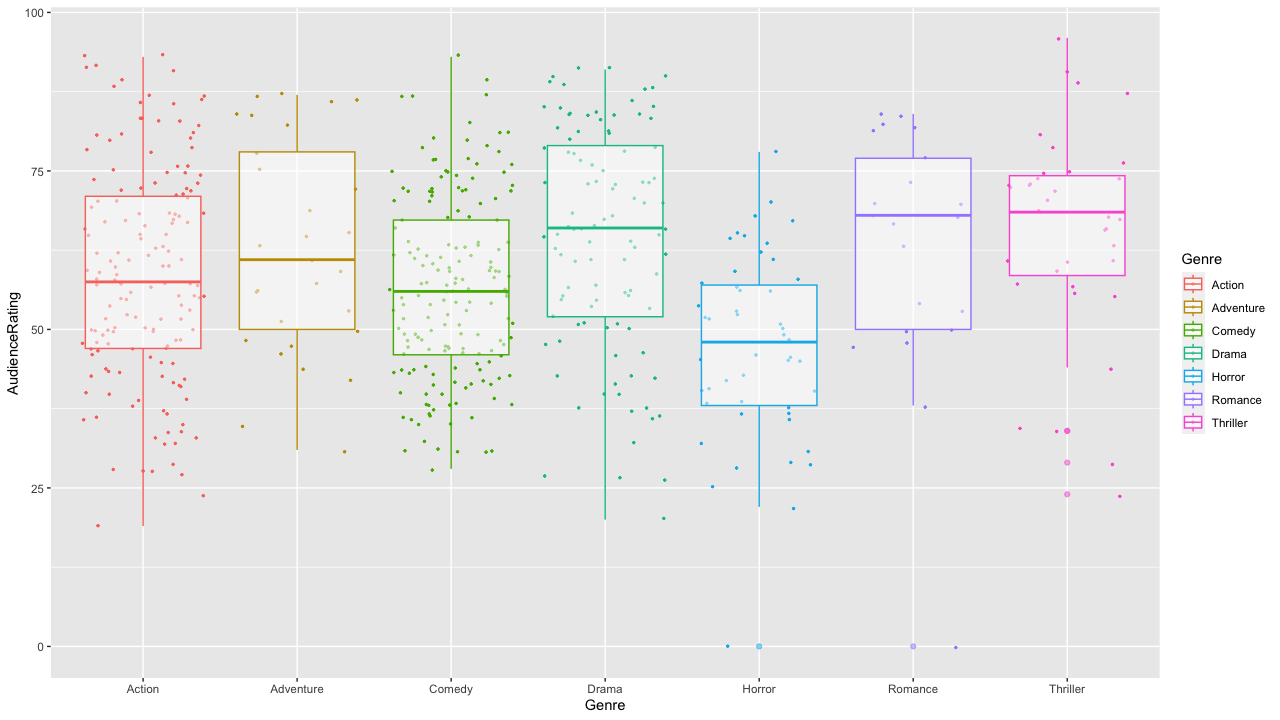 100
75
50
25
0
AudienceRating
Action Adventure Comedy Drama Horror Romance Thriller
Genre
Genre
Action
Adventure
Comedy
Drama
Horror
Romance
Thriller